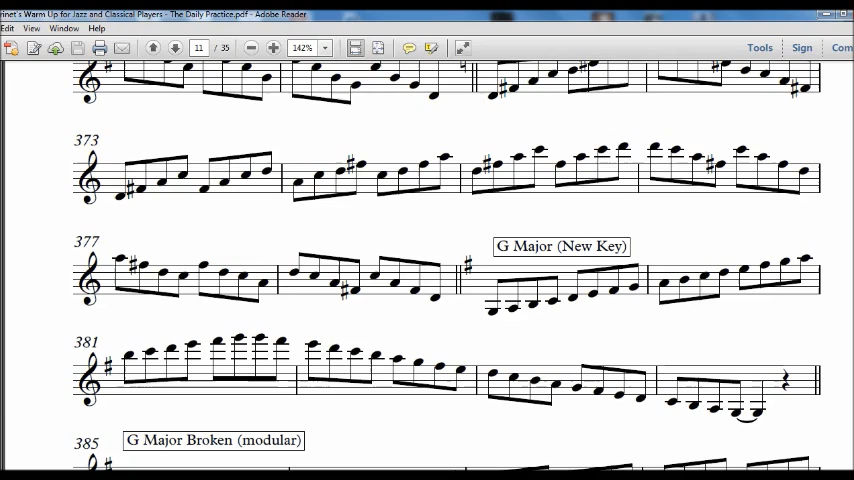 rinet's Warm Up for Jazz and Classical Players - The Daily Practice.pdf - Adobe Reader
Edit View Window Help
11 / 35 142% Tools Sign Com
373
377
G Major (New Key)
381
385
G Major Broken (modular)